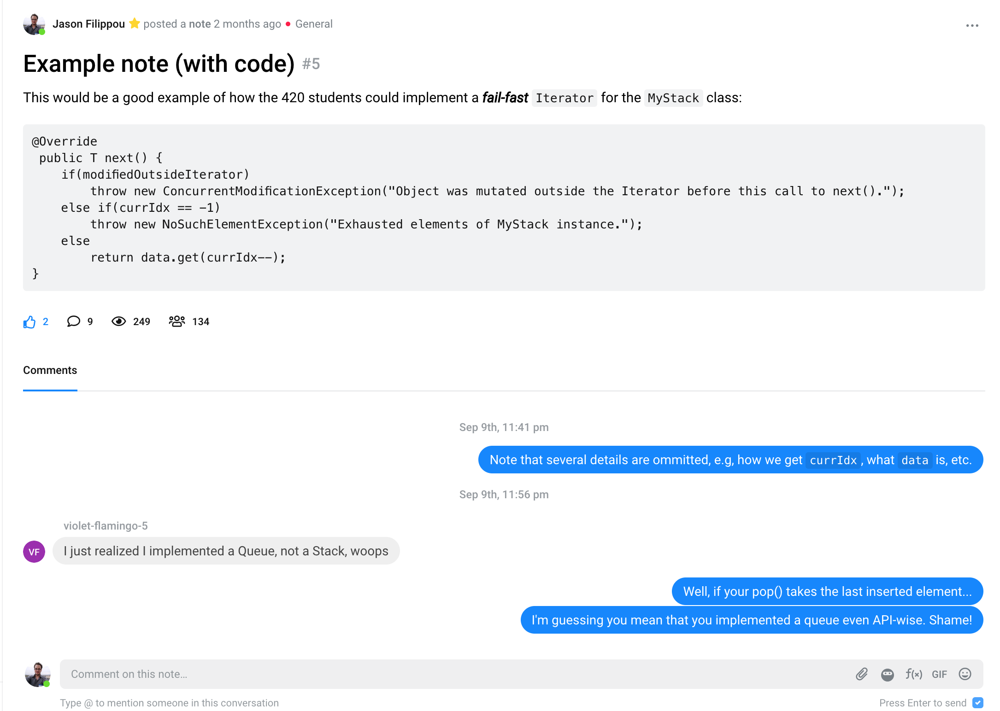 Jason Filippou ⭐ posted a note 2 months ago • General
Example note (with code) #5
This would be a good example of how the 420 students could implement a fail-fast Iterator for the MyStack class:
@Override
 public T next() {
    if(modifiedOutsideIterator)
        throw new ConcurrentModificationException("Object was mutated outside the Iterator before this call to next().");
    else if(currIdx == -1)
        throw new NoSuchElementException("Exhausted elements of MyStack instance.");
    else
        return data.get(currIdx--);
}
2 9 249 134
Comments
Sep 9th, 11:41 pm
Note that several details are ommitted, e.g, how we get currIdx, what data is, etc.
Sep 9th, 11:56 pm
violet-flamingo-5
VF I just realized I implemented a Queue, not a Stack, woops
Well, if your pop() takes the last inserted element...
I'm guessing you mean that you implemented a queue even API-wise. Shame!
Comment on this note… f(x) GIF
Type @ to mention someone in this conversation Press Enter to send